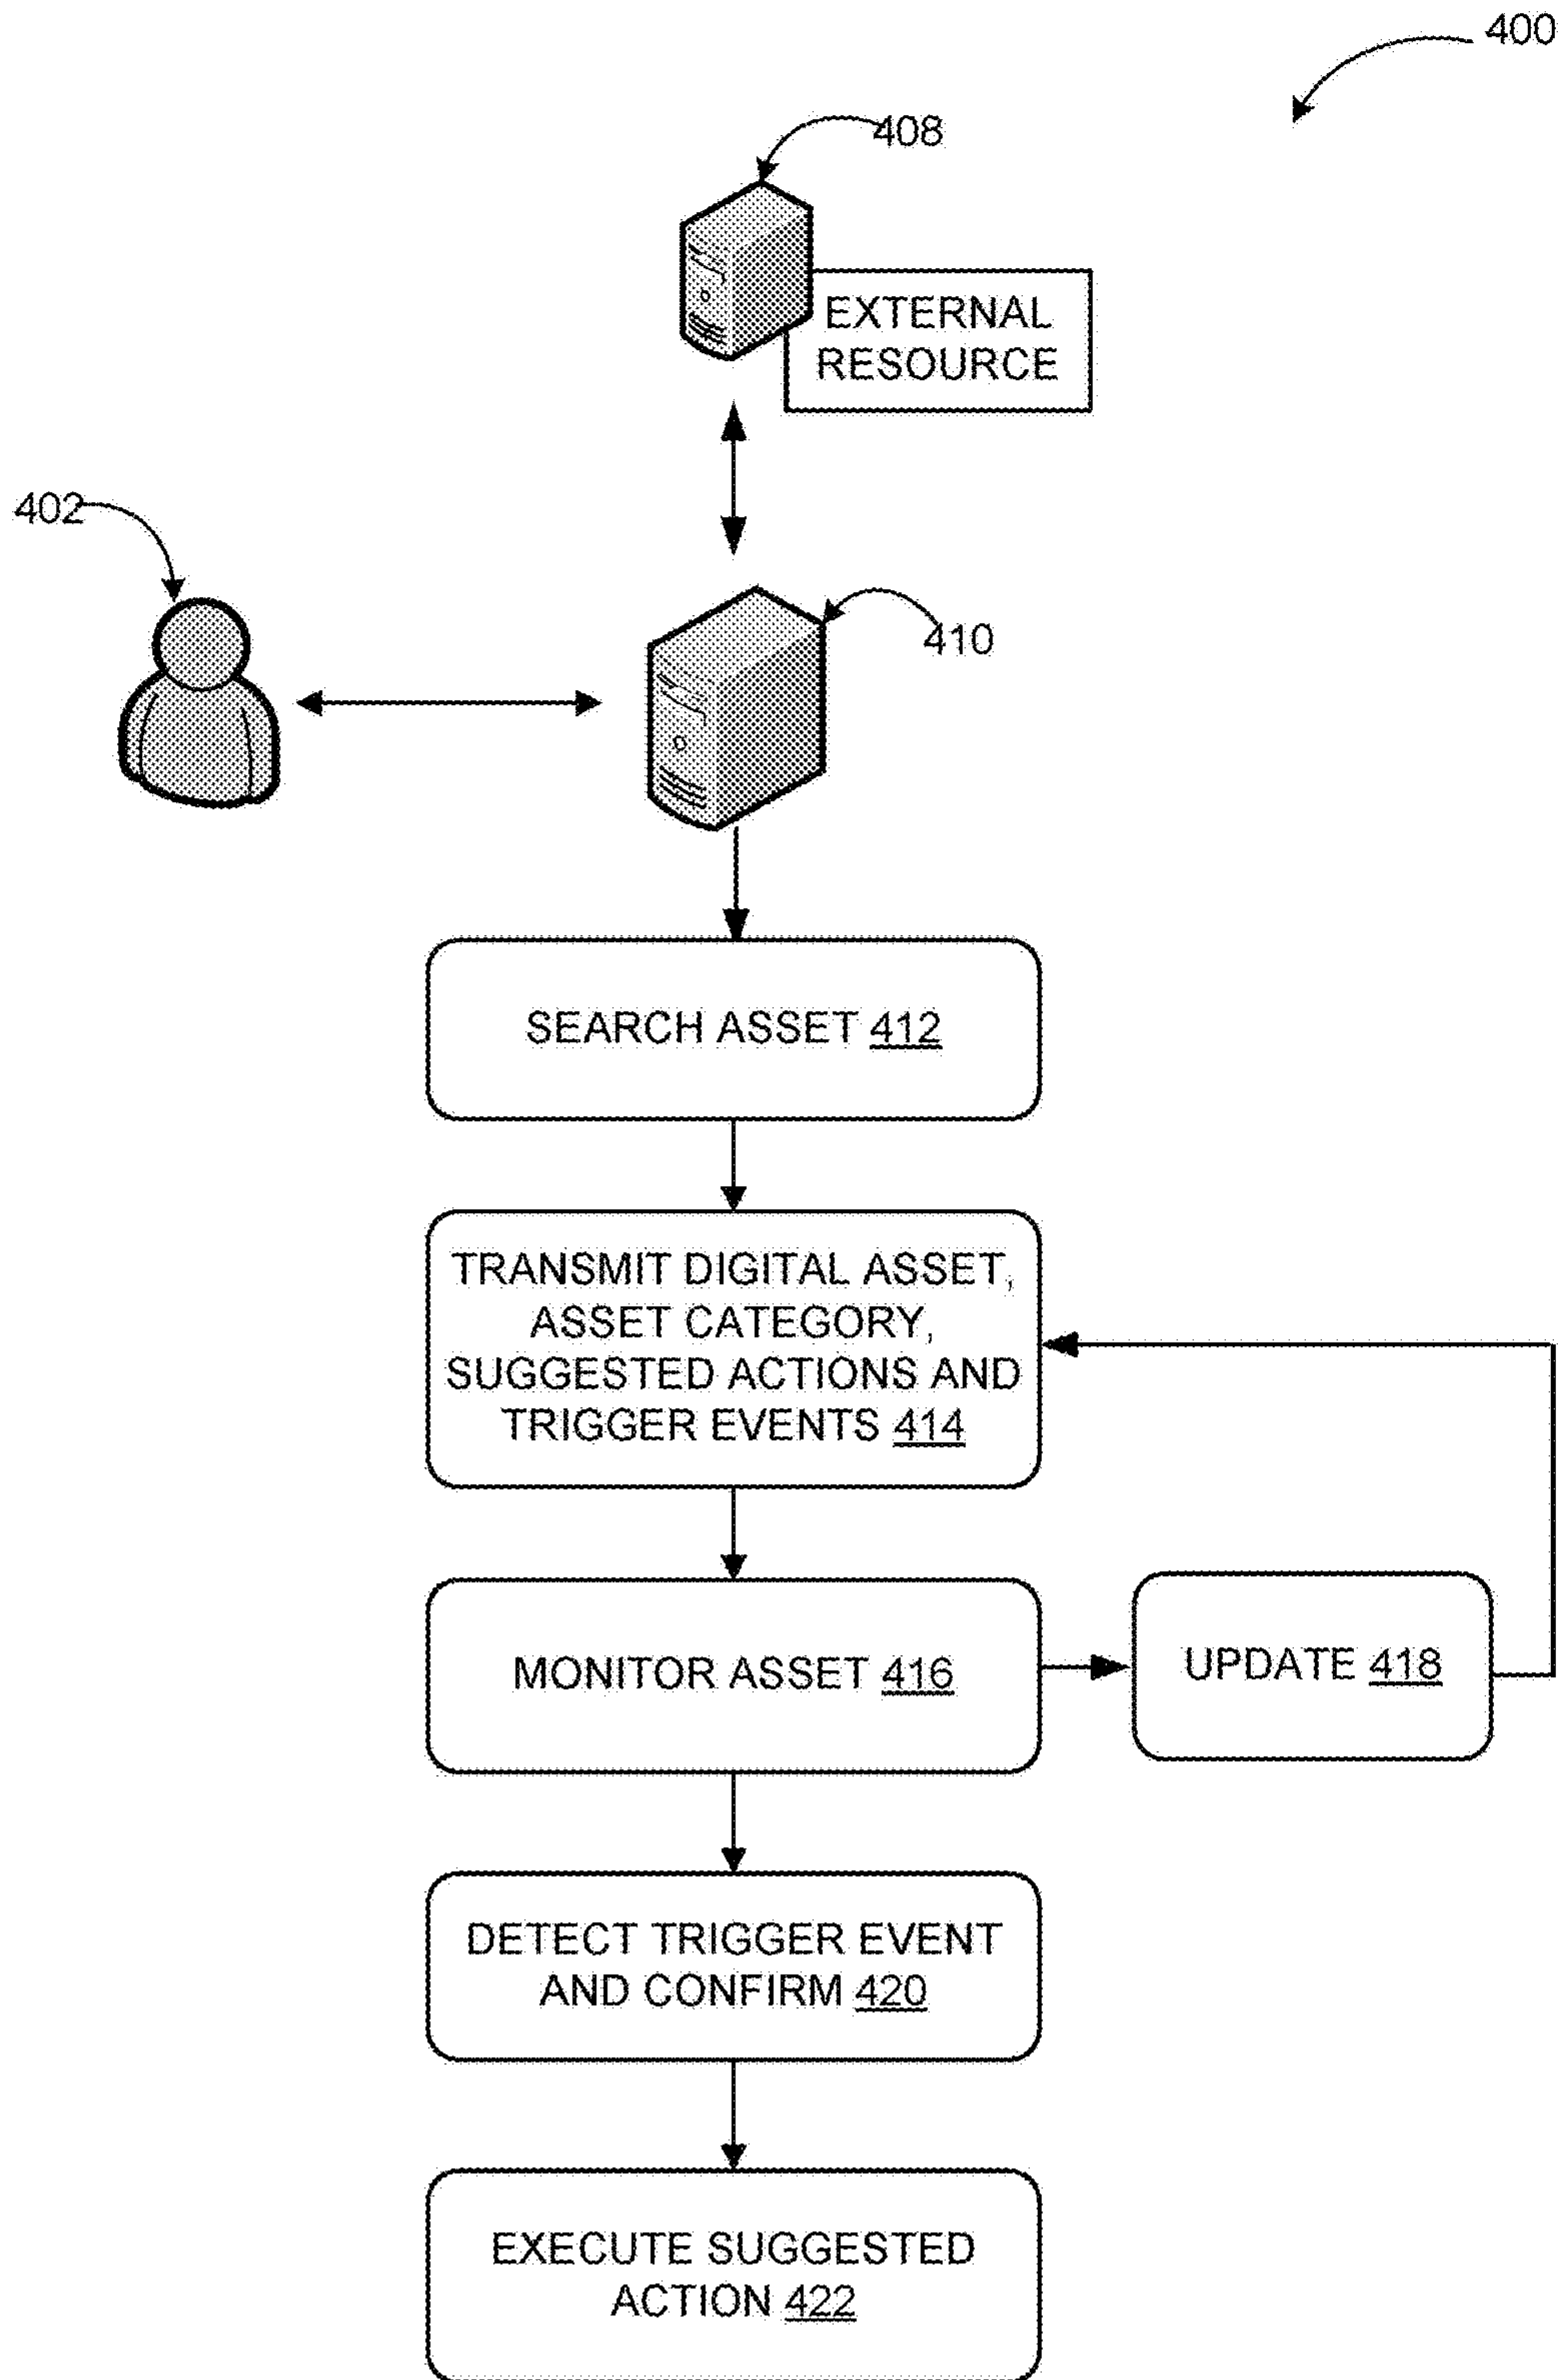 400
408
EXTERNAL
RESOURCE
402
410
SEARCH ASSET 412
TRANSMIT DIGITAL ASSET,
ASSET CATEGORY,
SUGGESTED ACTIONS AND
TRIGGER EVENTS 414
MONITOR ASSET 416
UPDATE 418
DETECT TRIGGER EVENT
AND CONFIRM 420
EXECUTE SUGGESTED
ACTION 422